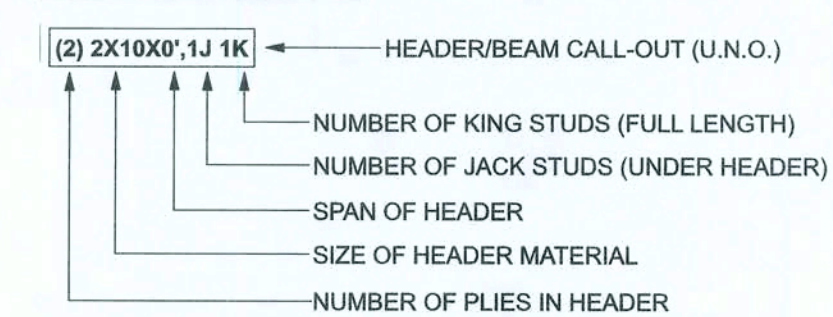 (2) 2X10X0',1J 1K
HEADER/BEAM CALL-OUT (U.N.O.)
NUMBER OF KING STUDS (FULL LENGTH)
NUMBER OF JACK STUDS (UNDER HEADER)
SPAN OF HEADER
SIZE OF HEADER MATERIAL
NUMBER OF PLIES IN HEADER